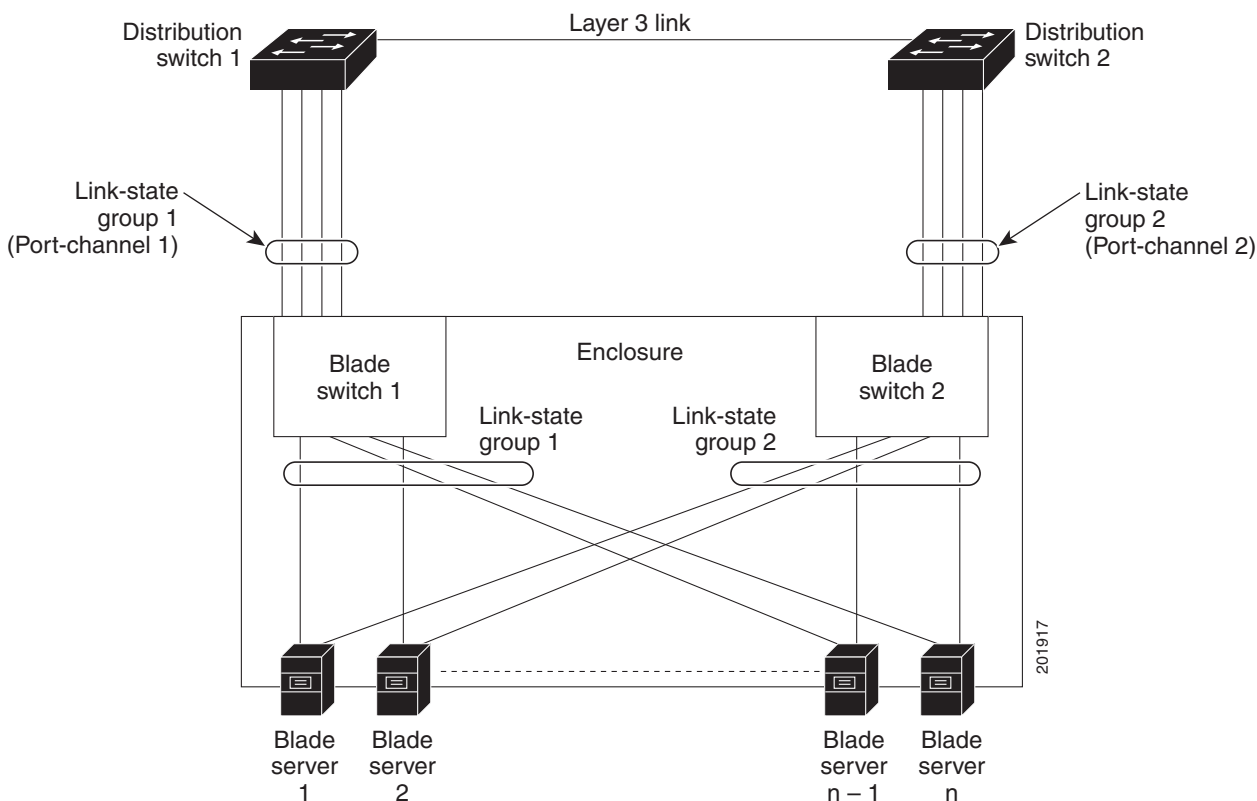 Layer 3 link
Distribution
switch 1
Distribution
switch 2
Link-state
group 1
(Port-channel 1)
Link-state
group 2
(Port-channel 2)
Enclosure
Blade
switch 1
Blade
switch 2
Link-state
group 1
Link-state
group 2
201917
Blade
server
1
Blade
server
2
Blade
server
n – 1
Blade
server
n